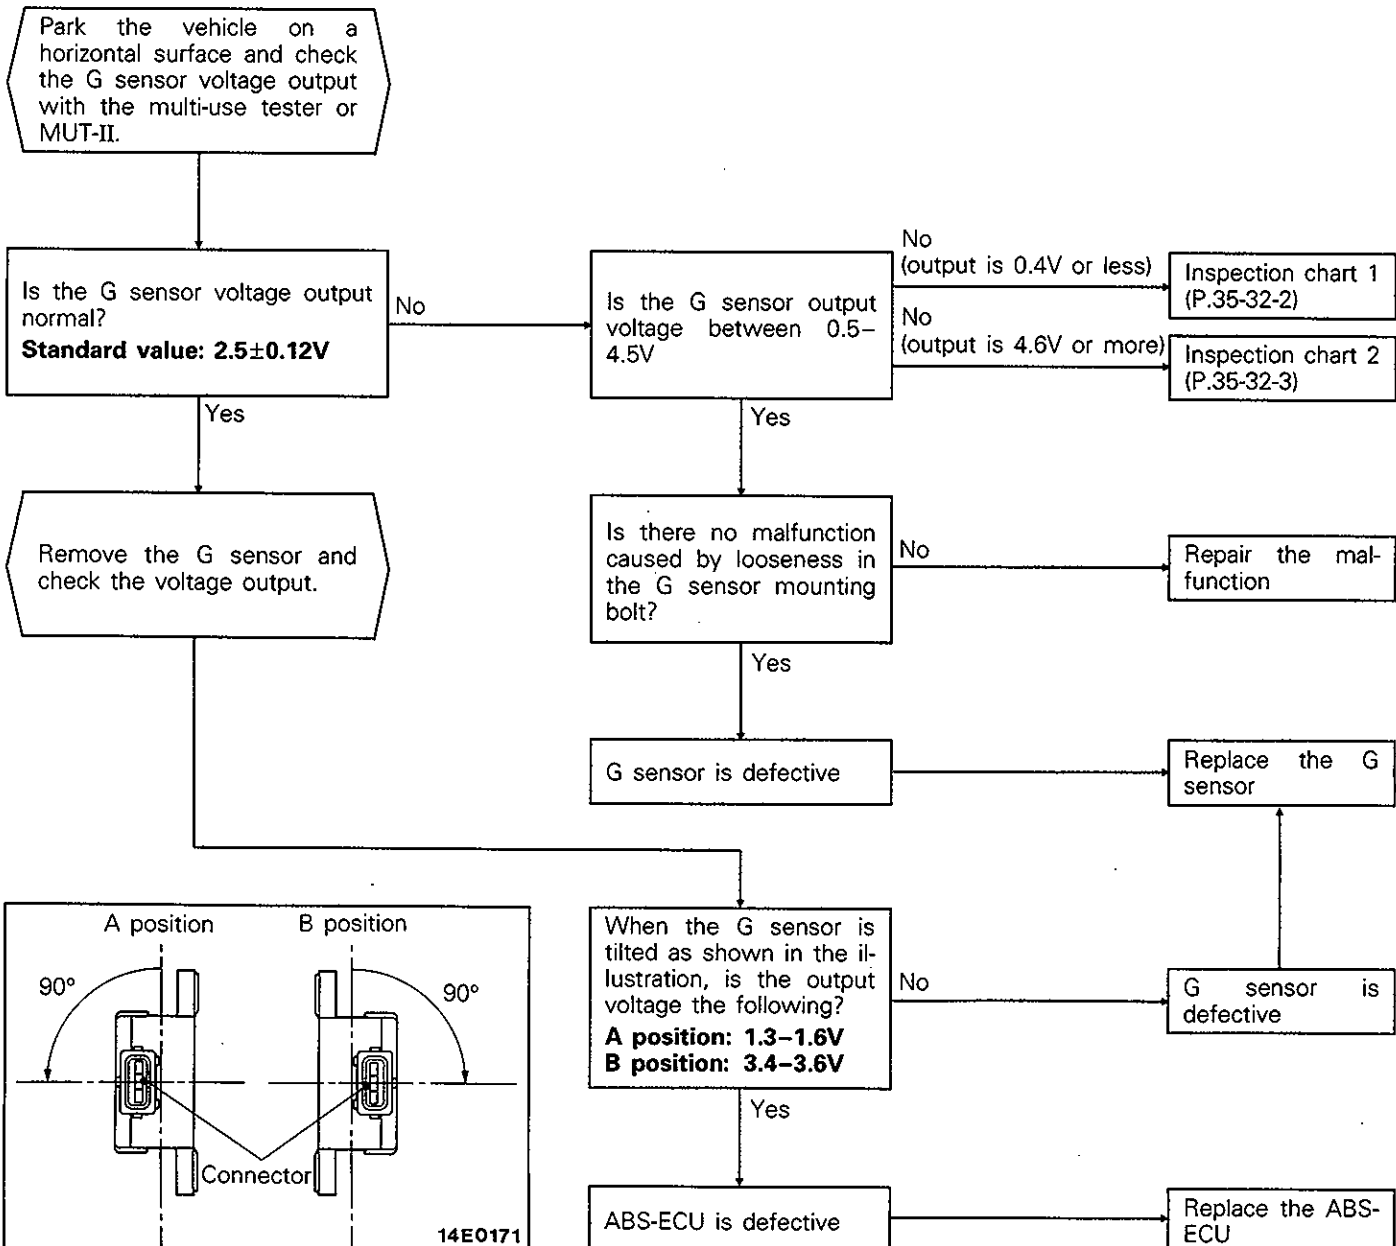 Park the vehicle on a
horizontal surface and check
the G sensor voltage output
with the multi-use tester or
MUT-II.
Is the G sensor voltage output
normal?
Standard value: 2.5±0.12V
No
Is the G sensor output
voltage between 0.5–
4.5V
No
(output is 0.4V or less)
Inspection chart 1
(P.35-32-2)
No
(output is 4.6V or more)
Inspection chart 2
(P.35-32-3)
Yes
Yes
Remove the G sensor and
check the voltage output.
Is there no malfunction
caused by looseness in
the G sensor mounting
bolt?
No
Repair the mal-
function
Yes
G sensor is defective
Replace the G
sensor
When the G sensor is
tilted as shown in the il-
lustration, is the output
voltage the following?
A position: 1.3–1.6V
B position: 3.4–3.6V
No
G sensor is
defective
Yes
ABS-ECU is defective
Replace the ABS-
ECU
A position
B position
90°
90°
Connector
14E0171